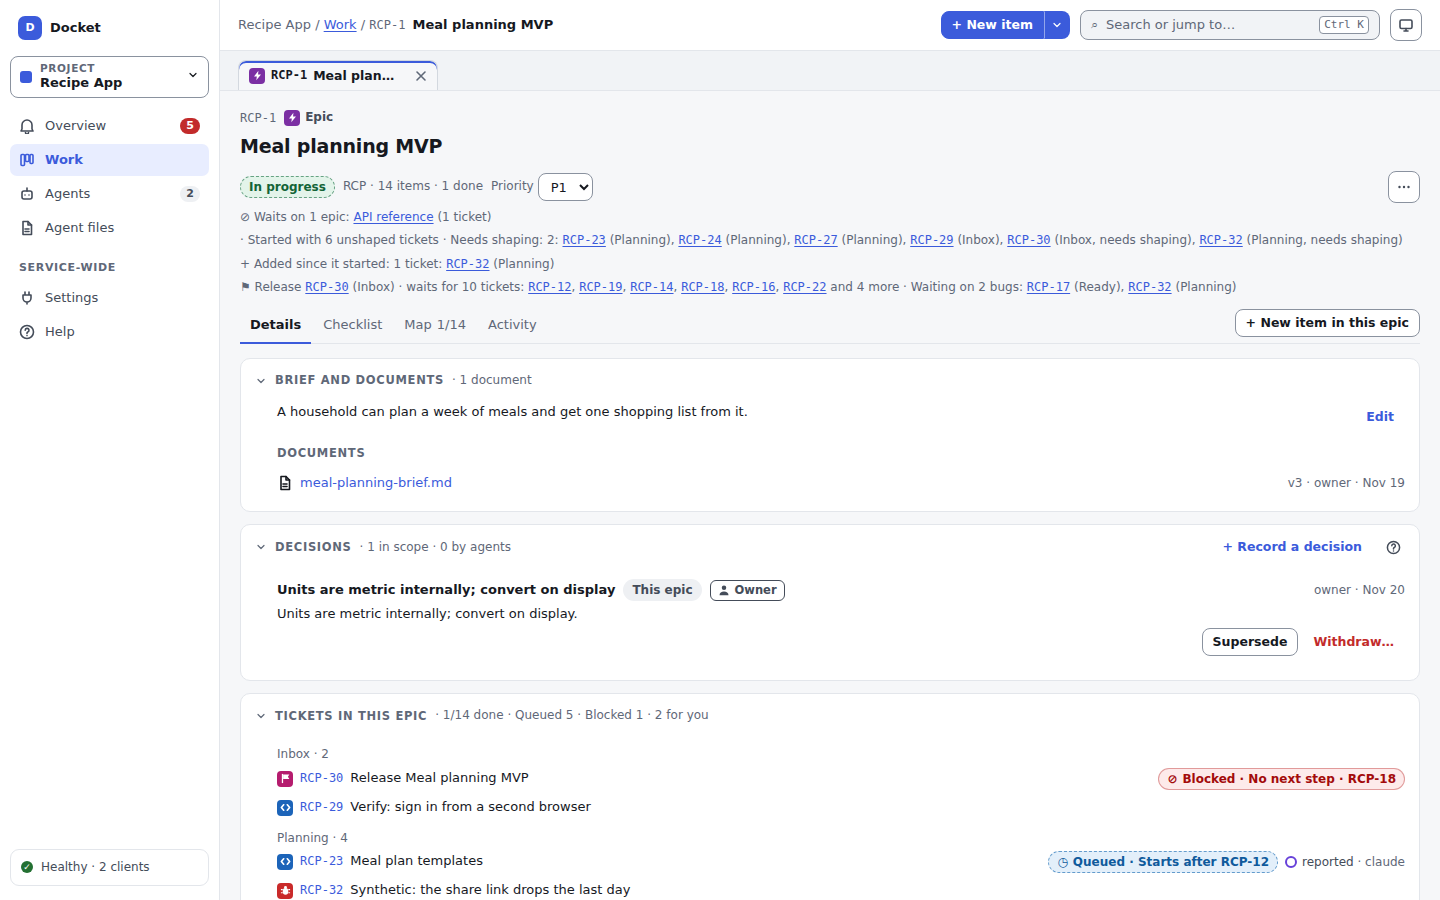 D Docket
PROJECT
Recipe App
Overview 5
Work
Agents 2
Agent files
SERVICE-WIDE
Settings
Help
Healthy · 2 clients
Recipe App / Work / RCP-1 Meal planning MVP
+ New item
Search or jump to… Ctrl K
RCP-1 Meal plan…
RCP-1 Epic
Meal planning MVP
In progress RCP · 14 items · 1 done Priority P1
⊘ Waits on 1 epic: API reference (1 ticket)
· Started with 6 unshaped tickets · Needs shaping: 2: RCP-23 (Planning), RCP-24 (Planning), RCP-27 (Planning), RCP-29 (Inbox), RCP-30 (Inbox, needs shaping), RCP-32 (Planning, needs shaping)
+ Added since it started: 1 ticket: RCP-32 (Planning)
⚑ Release RCP-30 (Inbox) · waits for 10 tickets: RCP-12, RCP-19, RCP-14, RCP-18, RCP-16, RCP-22 and 4 more · Waiting on 2 bugs: RCP-17 (Ready), RCP-32 (Planning)
Details Checklist Map 1/14 Activity
+ New item in this epic
BRIEF AND DOCUMENTS · 1 document
A household can plan a week of meals and get one shopping list from it.
Edit
DOCUMENTS
meal-planning-brief.md v3 · owner · Nov 19
DECISIONS · 1 in scope · 0 by agents
+ Record a decision
Units are metric internally; convert on display This epic Owner owner · Nov 20
Units are metric internally; convert on display.
Supersede Withdraw…
TICKETS IN THIS EPIC · 1/14 done · Queued 5 · Blocked 1 · 2 for you
Inbox · 2
RCP-30 Release Meal planning MVP ⊘ Blocked · No next step · RCP-18
RCP-29 Verify: sign in from a second browser
Planning · 4
RCP-23 Meal plan templates ◷ Queued · Starts after RCP-12 reported · claude
RCP-32 Synthetic: the share link drops the last day